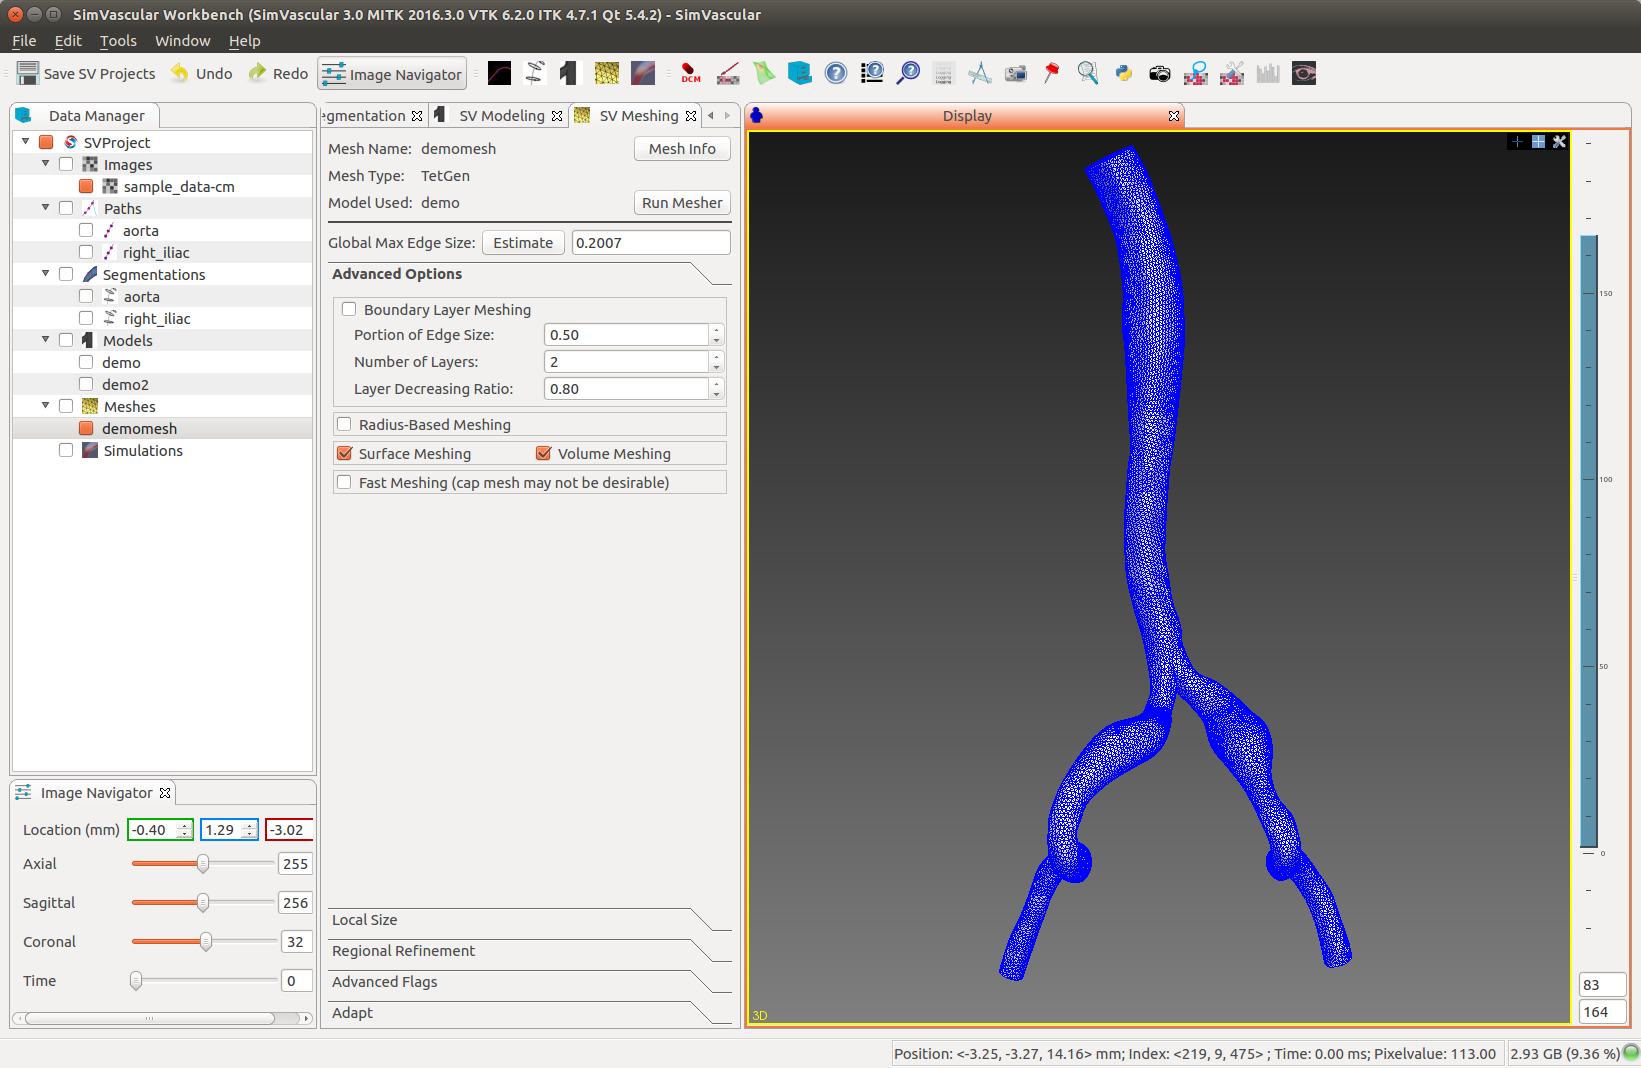 SimVascular Workbench (SimVascular 3.0 MITK 2016.3.0 VTK 6.2.0 ITK 4.7.1 Qt 5.4.2) - SimVascular
File Edit Tools Window Help
Save SV Projects Undo Redo Image Navigator DCM
Data Manager
SVProject
Images
sample_data-cm
Paths
aorta
right_iliac
Segmentations
aorta
right_iliac
Models
demo
demo2
Meshes
demomesh
Simulations
Image Navigator
Location (mm) -0.40 1.29 -3.02
Axial 255
Sagittal 256
Coronal 32
Time 0
gmentation SV Modeling SV Meshing
Mesh Name: demomesh Mesh Info
Mesh Type: TetGen
Model Used: demo Run Mesher
Global Max Edge Size: Estimate 0.2007
Advanced Options
Boundary Layer Meshing
Portion of Edge Size: 0.50
Number of Layers: 2
Layer Decreasing Ratio: 0.80
Radius-Based Meshing
Surface Meshing Volume Meshing
Fast Meshing (cap mesh may not be desirable)
Local Size
Regional Refinement
Advanced Flags
Adapt
Display
3D
150
100
50
0
83
164
Position: <-3.25, -3.27, 14.16> mm; Index: <219, 9, 475> ; Time: 0.00 ms; Pixelvalue: 113.00 2.93 GB (9.36 %)